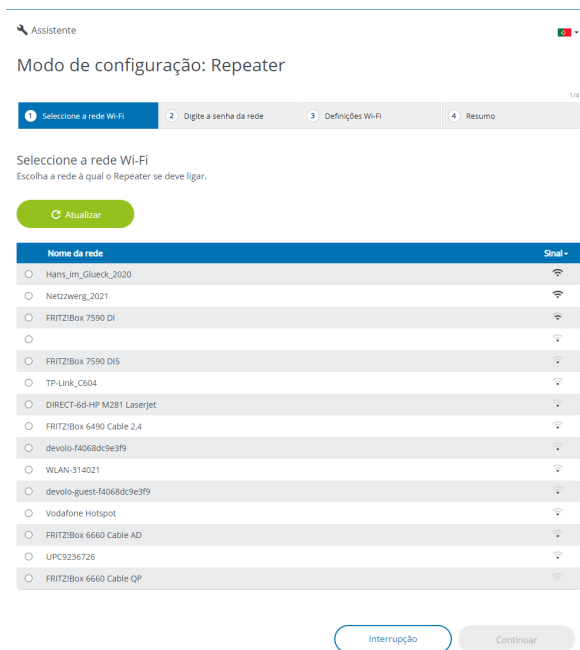 Assistente
Modo de configuração: Repeater
1/4
1 Seleccione a rede Wi-Fi 2 Digite a senha da rede 3 Definições Wi-Fi 4 Resumo
Seleccione a rede Wi-Fi
Escolha a rede à qual o Repeater se deve ligar.
Atualizar
Nome da rede Sinal
Hans_im_Glueck_2020
Netzzwerg_2021
FRITZ!Box 7590 DI
FRITZ!Box 7590 DI5
TP-Link_C604
DIRECT-6d-HP M281 LaserJet
FRITZ!Box 6490 Cable 2,4
devolo-f4068dc9e3f9
WLAN-314021
devolo-guest-f4068dc9e3f9
Vodafone Hotspot
FRITZ!Box 6660 Cable AD
UPC9236726
FRITZ!Box 6660 Cable QP
Interrupção Continuar